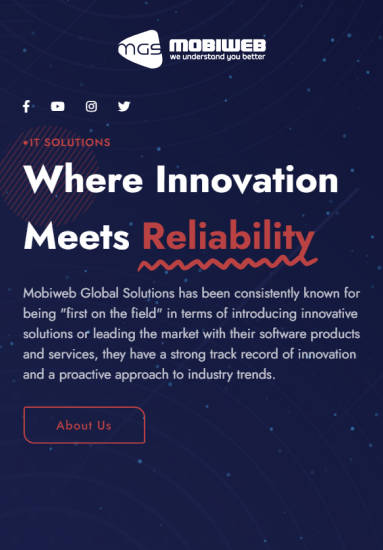 mgs MOBIWEB
we understand you better
•IT SOLUTIONS
Where Innovation
Meets Reliability
Mobiweb Global Solutions has been consistently known for
being "first on the field" in terms of introducing innovative
solutions or leading the market with their software products
and services, they have a strong track record of innovation
and a proactive approach to industry trends.
About Us